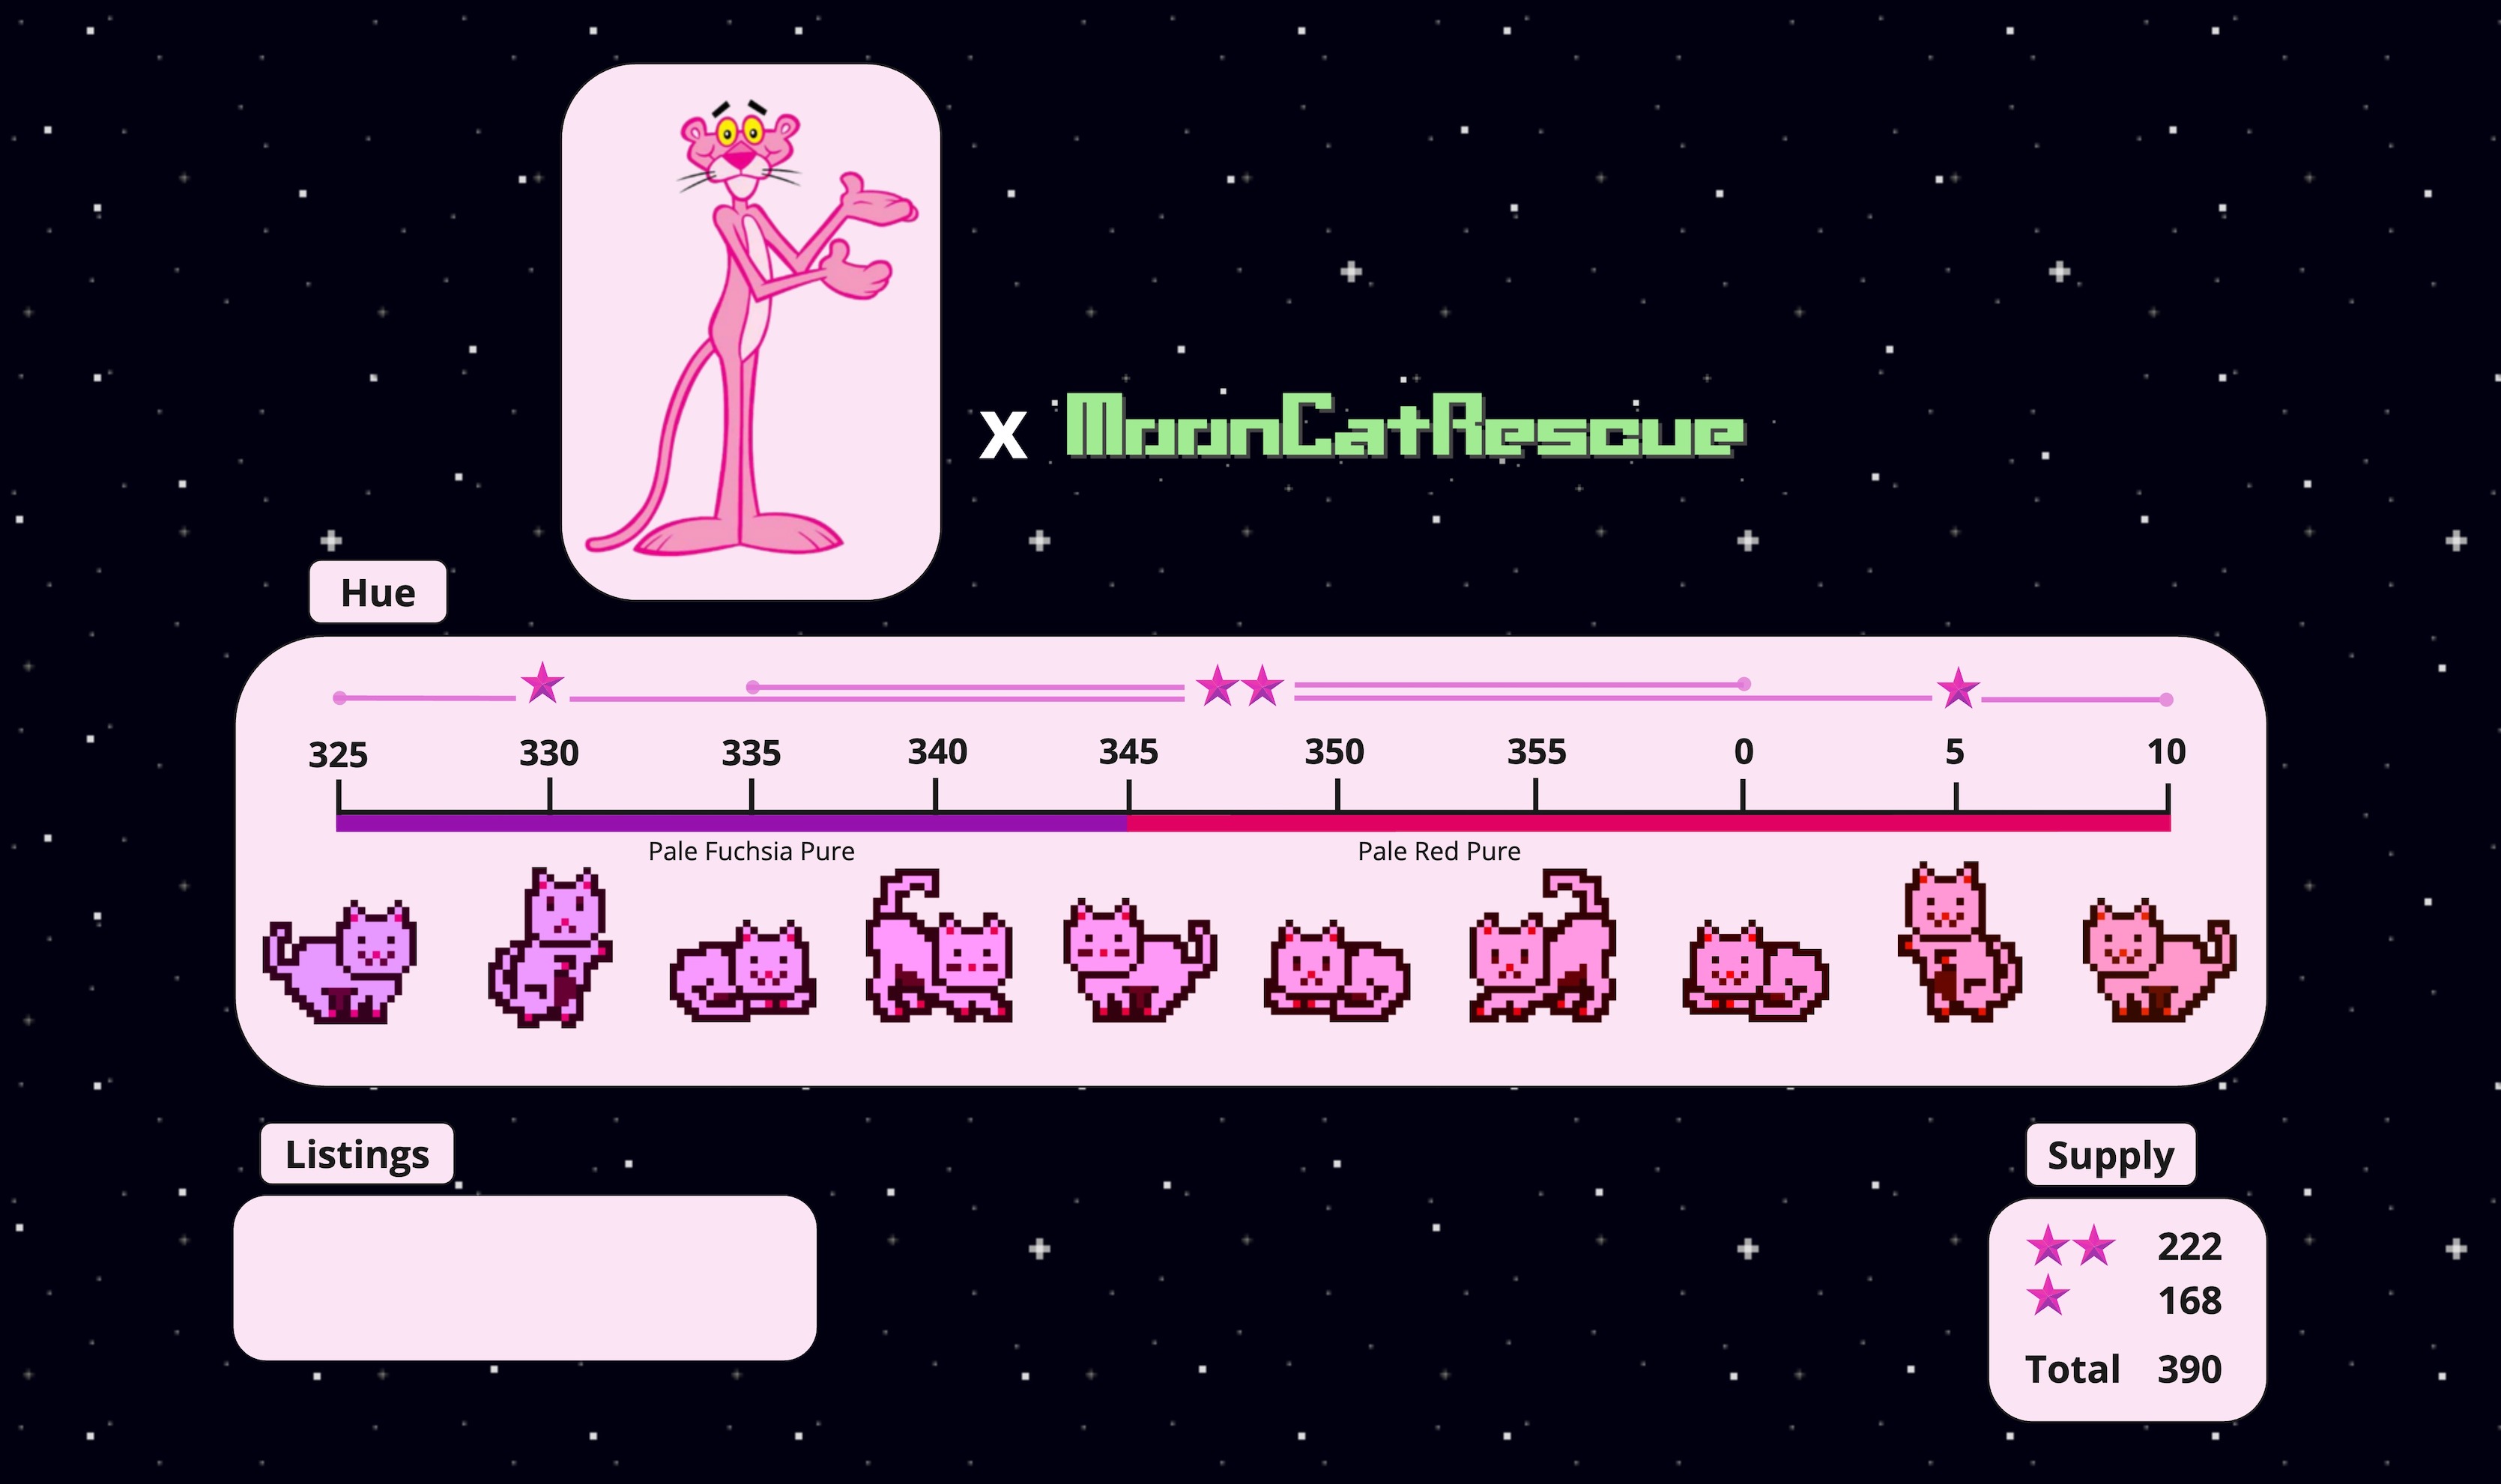 x MoonCatRescue
Hue
325 330 335 340 345 350 355 0 5 10
Pale Fuchsia Pure Pale Red Pure
Listings
Supply
222
168
Total 390